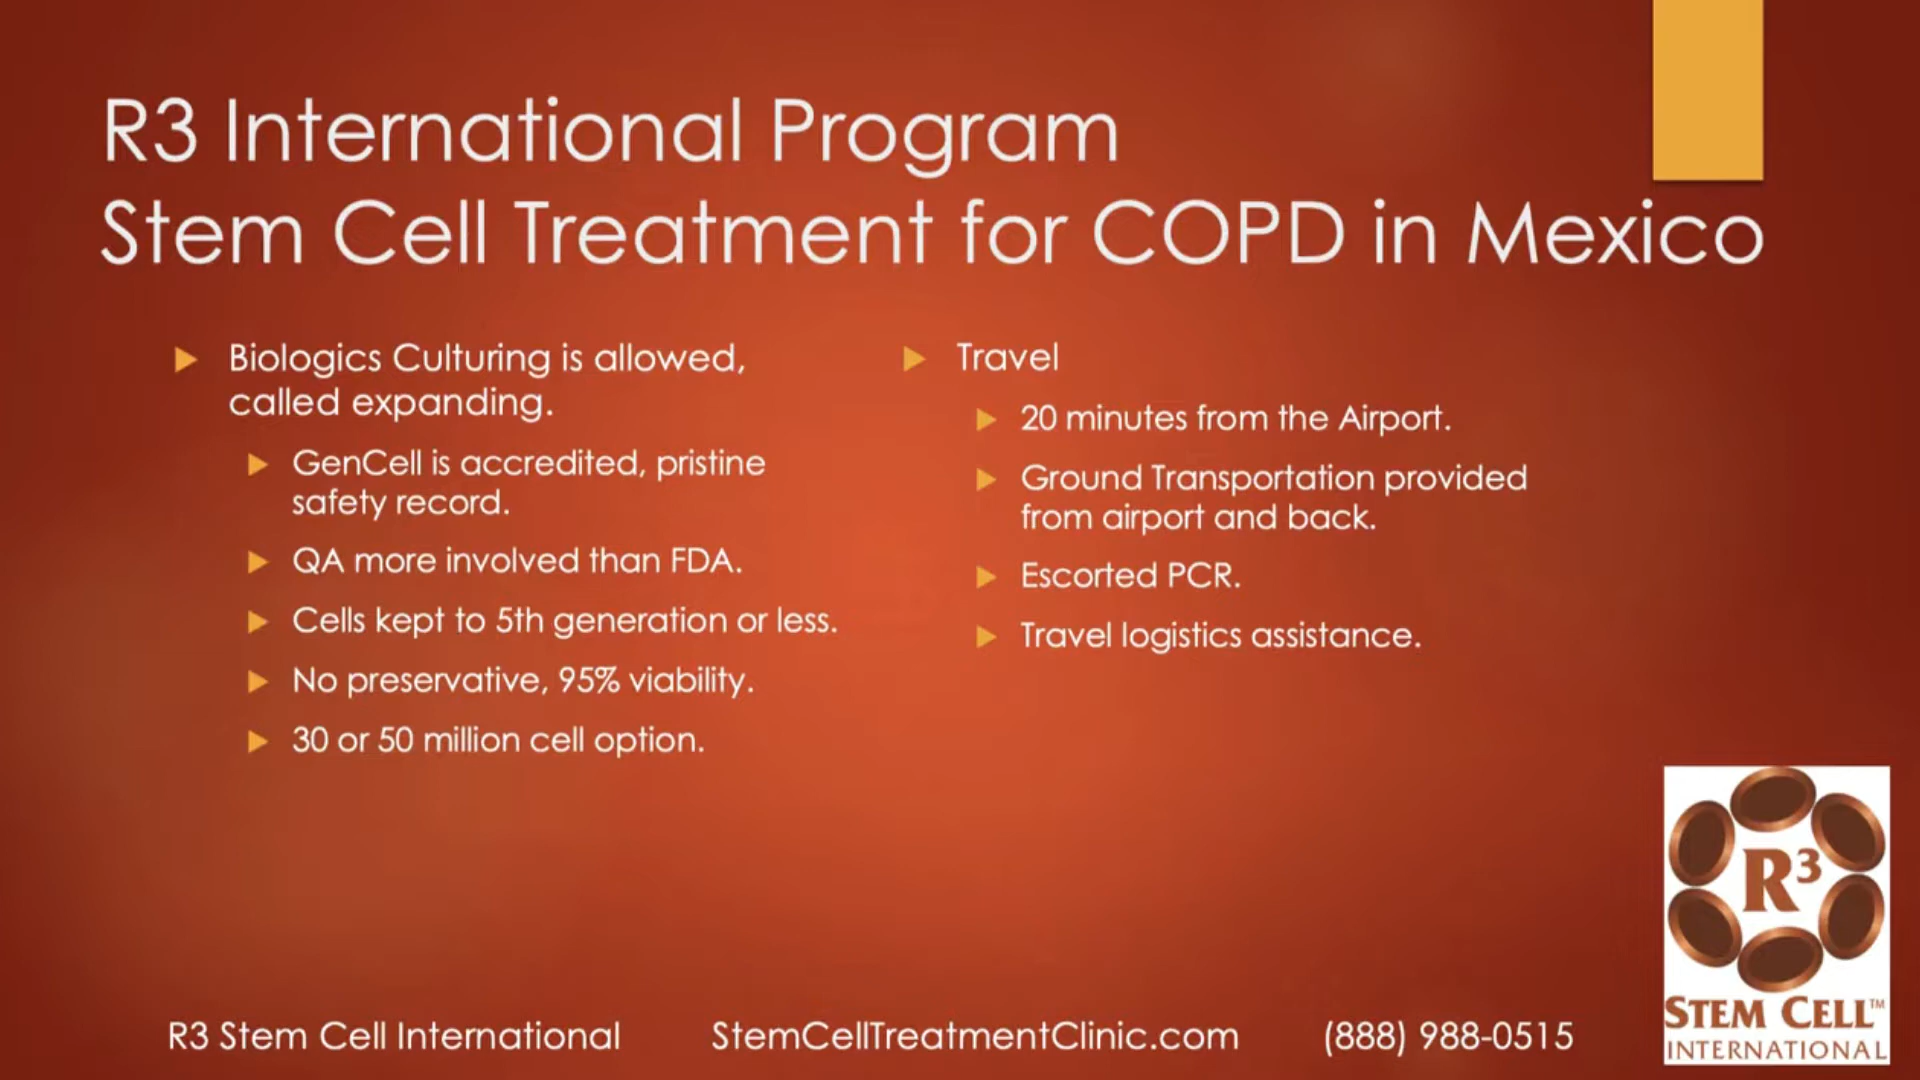 R3 International Program
Stem Cell Treatment for COPD in Mexico
Biologics Culturing is allowed,
called expanding.
GenCell is accredited, pristine
safety record.
QA more involved than FDA.
Cells kept to 5th generation or less.
No preservative, 95% viability.
30 or 50 million cell option.
Travel
20 minutes from the Airport.
Ground Transportation provided
from airport and back.
Escorted PCR.
Travel logistics assistance.
R3
STEM CELL™
INTERNATIONAL
R3 Stem Cell International StemCellTreatmentClinic.com (888) 988-0515